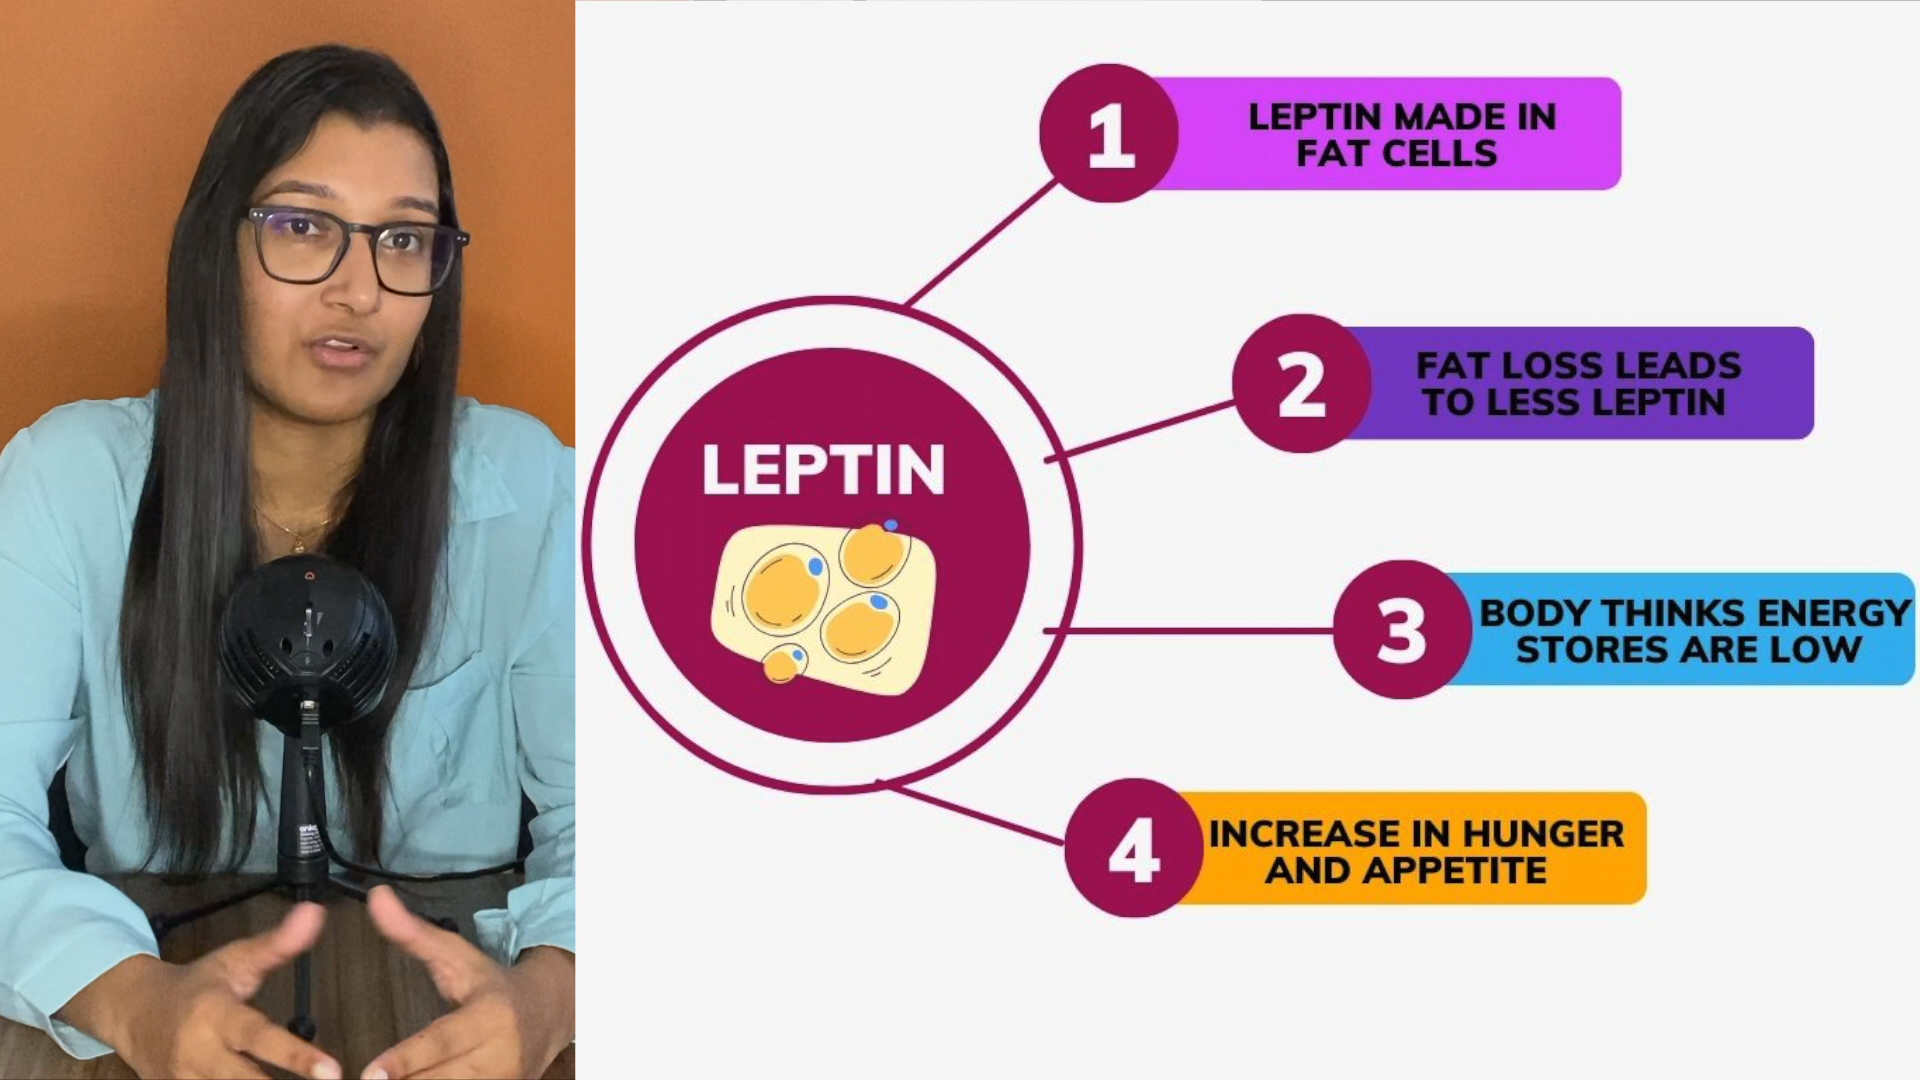 LEPTIN
1
LEPTIN MADE IN
FAT CELLS
2
FAT LOSS LEADS
TO LESS LEPTIN
3
BODY THINKS ENERGY
STORES ARE LOW
4
INCREASE IN HUNGER
AND APPETITE